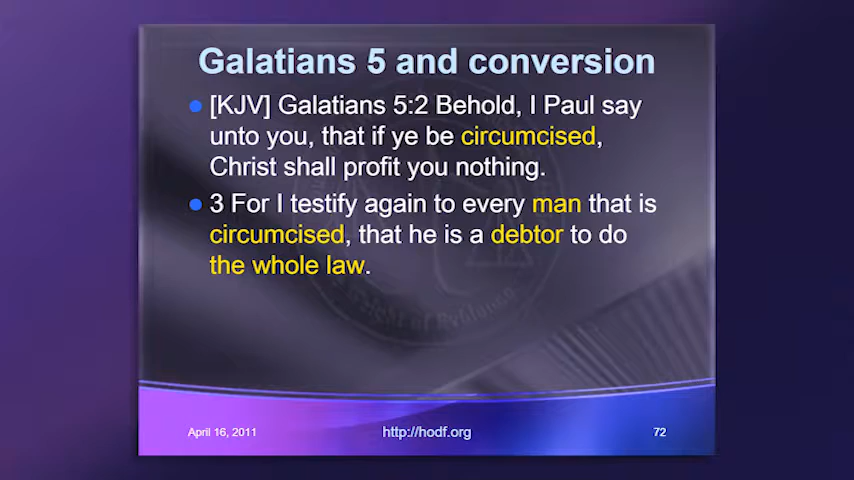 Galatians 5 and conversion
[KJV] Galatians 5:2 Behold, I Paul say
unto you, that if ye be circumcised,
Christ shall profit you nothing.
3 For I testify again to every man that is
circumcised, that he is a debtor to do
the whole law.
April 16, 2011
http://hodf.org
72